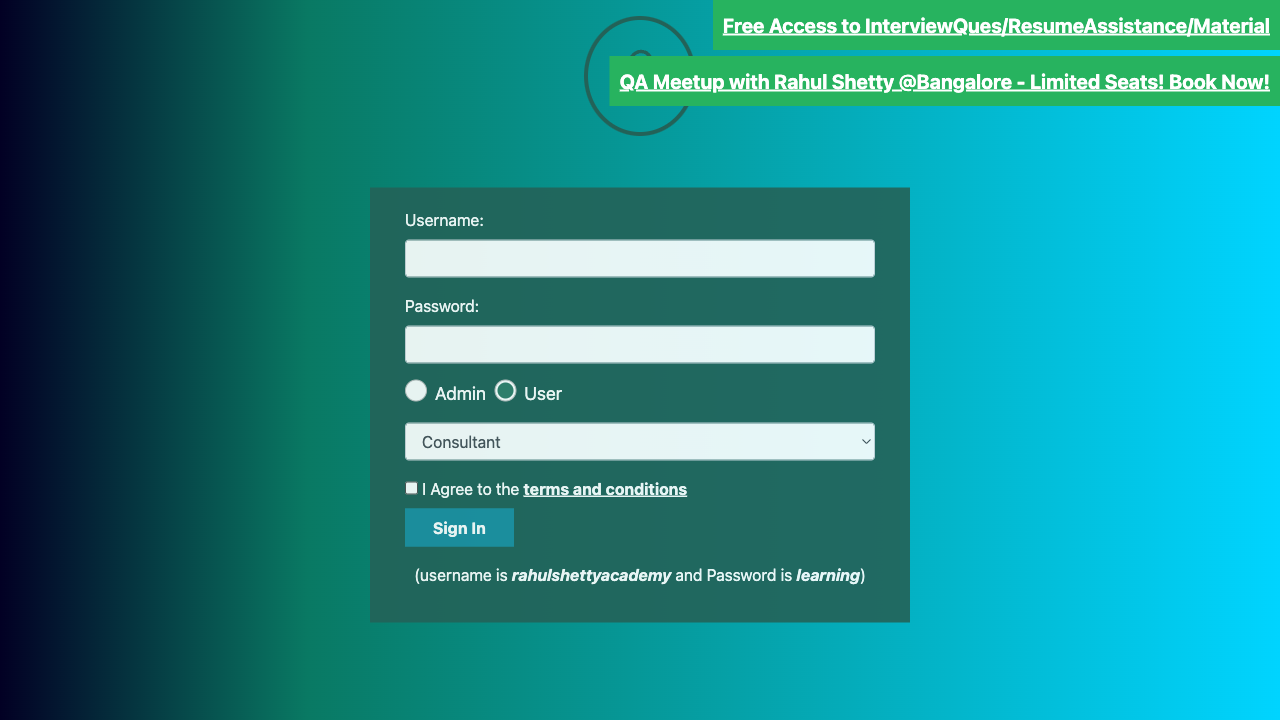 Free Access to InterviewQues/ResumeAssistance/Material
QA Meetup with Rahul Shetty @Bangalore - Limited Seats! Book Now!
Username:
Password:
Admin User
Consultant
I Agree to the terms and conditions
Sign In
(username is rahulshettyacademy and Password is learning)